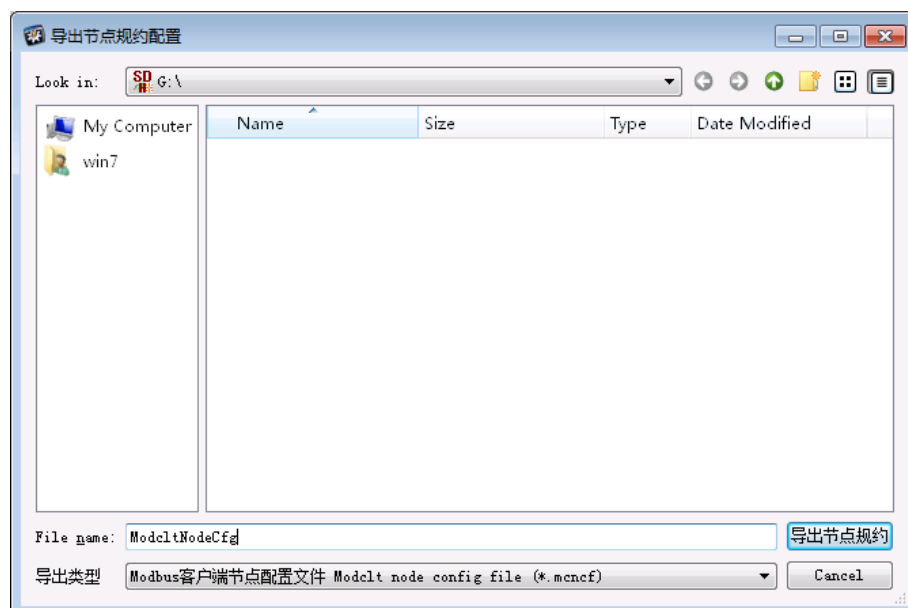 导出节点规约配置
Look in: G:\
My Computer
win7
Name Size Type Date Modified
File name: ModcltNodeCfg 导出节点规约
导出类型 Modbus客户端节点配置文件 Modclt node config file (*.mcncf) Cancel